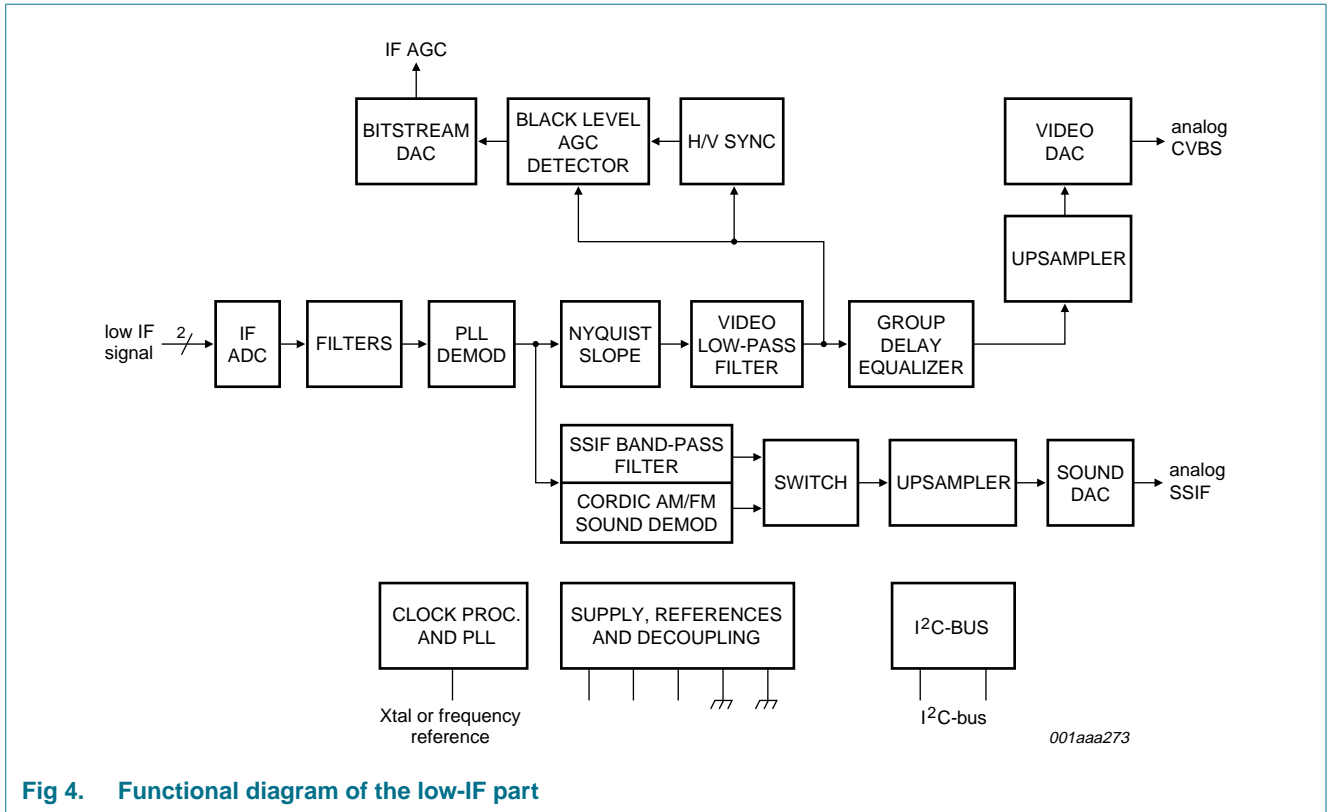 IF AGC
BITSTREAM
DAC
BLACK LEVEL
AGC
DETECTOR
H/V SYNC
VIDEO
DAC
analog
CVBS
UPSAMPLER
low IF
signal
2
IF
ADC
FILTERS
PLL
DEMOD
NYQUIST
SLOPE
VIDEO
LOW-PASS
FILTER
GROUP
DELAY
EQUALIZER
SSIF BAND-PASS
FILTER
CORDIC AM/FM
SOUND DEMOD
SWITCH
UPSAMPLER
SOUND
DAC
analog
SSIF
CLOCK PROC.
AND PLL
Xtal or frequency
reference
SUPPLY, REFERENCES
AND DECOUPLING
I²C-BUS
I²C-bus
001aaa273
Fig 4. Functional diagram of the low-IF part